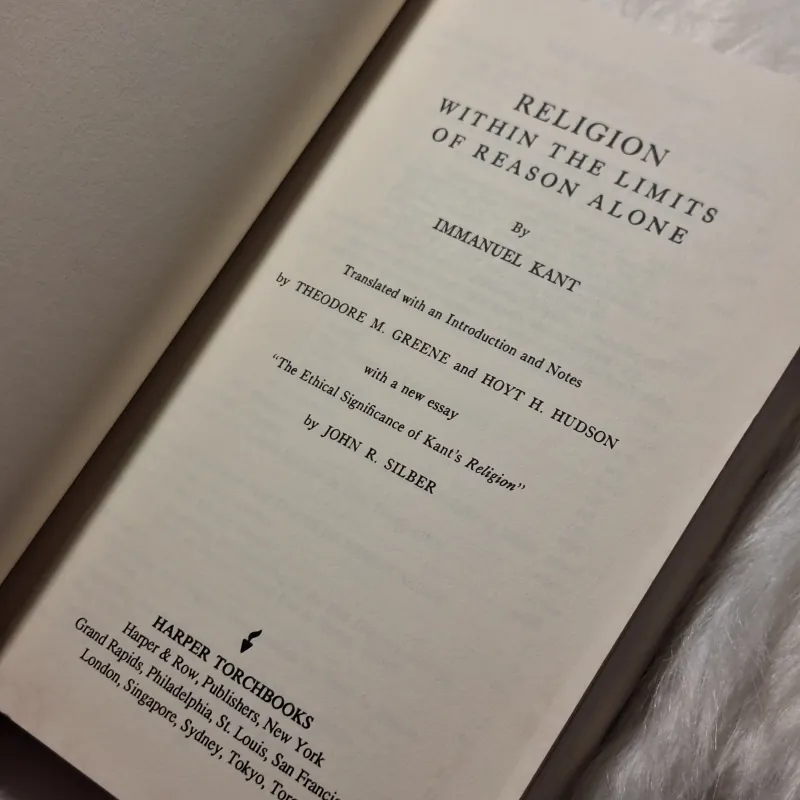 RELIGION
WITHIN THE LIMITS
OF REASON ALONE
By
IMMANUEL KANT
Translated with an Introduction and Notes
by THEODORE M. GREENE and HOYT H. HUDSON
with a new essay
"The Ethical Significance of Kant's Religion"
by JOHN R. SILBER
HARPER TORCHBOOKS
Harper & Row, Publishers, New York
Grand Rapids, Philadelphia, St. Louis, San
London, Singapore, Sydney, Tokyo,